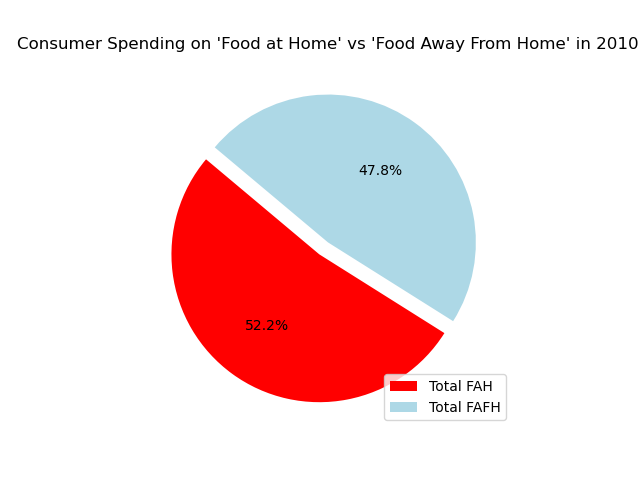 Consumer Spending on 'Food at Home' vs 'Food Away From Home' in 2010
47.8%
52.2%
Total FAH
Total FAFH